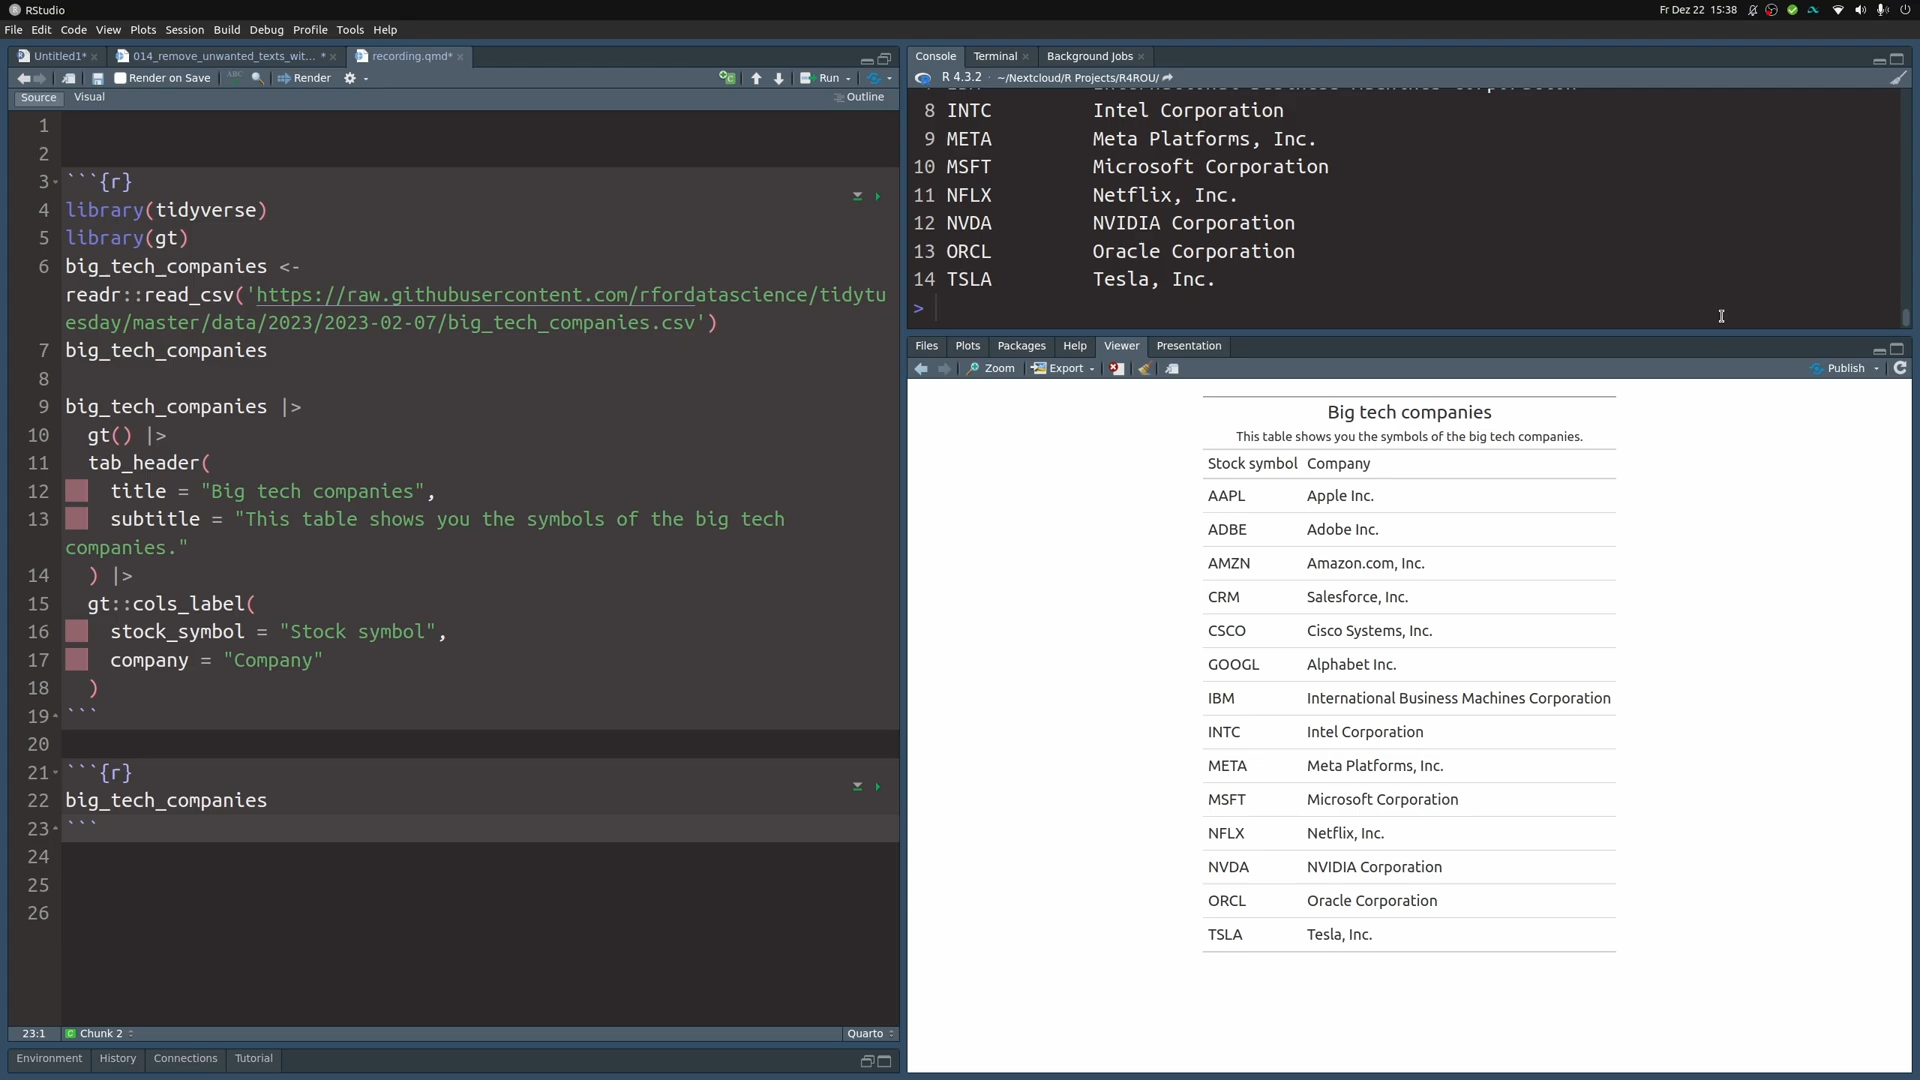 RStudio
Fr Dez 22 15:38
File Edit Code View Plots Session Build Debug Profile Tools Help
Untitled1* 014_remove_unwanted_texts_wit... * recording.qmd*
Render on Save ABC Render Run
Source Visual Outline
1
2
3 ```{r}
4 library(tidyverse)
5 library(gt)
6 big_tech_companies <-
readr::read_csv('https://raw.githubusercontent.com/rfordatascience/tidytu
esday/master/data/2023/2023-02-07/big_tech_companies.csv')
7 big_tech_companies
8
9 big_tech_companies |>
10 gt() |>
11 tab_header(
12 title = "Big tech companies",
13 subtitle = "This table shows you the symbols of the big tech
companies."
14 ) |>
15 gt::cols_label(
16 stock_symbol = "Stock symbol",
17 company = "Company"
18 )
19 ```
20
21 ```{r}
22 big_tech_companies
23 ```
24
25
26
23:1 Chunk 2 Quarto
Environment History Connections Tutorial
Console Terminal Background Jobs
R 4.3.2 · ~/Nextcloud/R Projects/R4ROU/
8 INTC Intel Corporation
9 META Meta Platforms, Inc.
10 MSFT Microsoft Corporation
11 NFLX Netflix, Inc.
12 NVDA NVIDIA Corporation
13 ORCL Oracle Corporation
14 TSLA Tesla, Inc.
>
Files Plots Packages Help Viewer Presentation
Zoom Export Publish
Big tech companies
This table shows you the symbols of the big tech companies.
Stock symbol Company
AAPL Apple Inc.
ADBE Adobe Inc.
AMZN Amazon.com, Inc.
CRM Salesforce, Inc.
CSCO Cisco Systems, Inc.
GOOGL Alphabet Inc.
IBM International Business Machines Corporation
INTC Intel Corporation
META Meta Platforms, Inc.
MSFT Microsoft Corporation
NFLX Netflix, Inc.
NVDA NVIDIA Corporation
ORCL Oracle Corporation
TSLA Tesla, Inc.